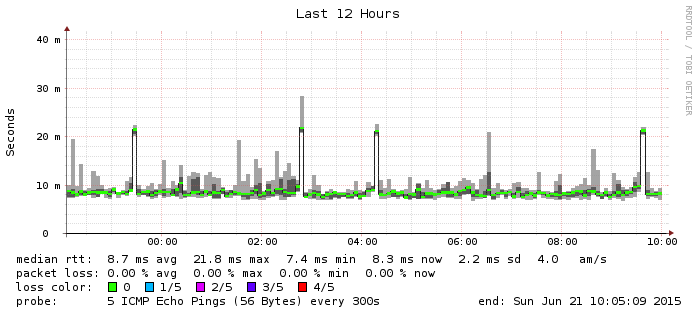 Last 12 Hours
RRDTOOL / TOBI OETIKER
Seconds
40 m
30 m
20 m
10 m
0
00:00 02:00 04:00 06:00 08:00 10:00
median rtt: 8.7 ms avg 21.8 ms max 7.4 ms min 8.3 ms now 2.2 ms sd 4.0 am/s
packet loss: 0.00 % avg 0.00 % max 0.00 % min 0.00 % now
loss color: 0 1/5 2/5 3/5 4/5
probe: 5 ICMP Echo Pings (56 Bytes) every 300s end: Sun Jun 21 10:05:09 2015